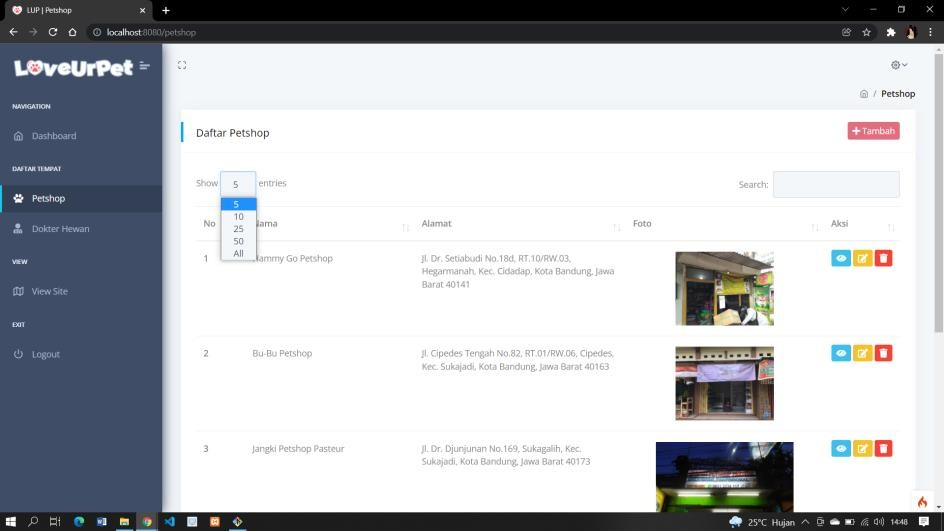 LUP | Petshop
localhost:8080/petshop
LoveUrPet
NAVIGATION
Dashboard
DAFTAR TEMPAT
Petshop
Dokter Hewan
VIEW
View Site
EXIT
Logout
/ Petshop
Daftar Petshop
+ Tambah
Show 5 entries
Search:
5
10
25
50
All
No
Alamat
Foto
Aksi
1
Jl. Dr. Setiabudi No.18d, RT.10/RW.03,
Hegarmanah, Kec. Cidadap, Kota Bandung, Jawa
Barat 40141
Go Petshop
2
Bu-Bu Petshop
Jl. Cipedes Tengah No.82, RT.01/RW.06, Cipedes,
Kec. Sukajadi, Kota Bandung, Jawa Barat 40163
3
Jangki Petshop Pasteur
Jl. Dr. Djunjunan No.169, Sukagalih, Kec.
Sukajadi, Kota Bandung, Jawa Barat 40173
25°C Hujan
14:48